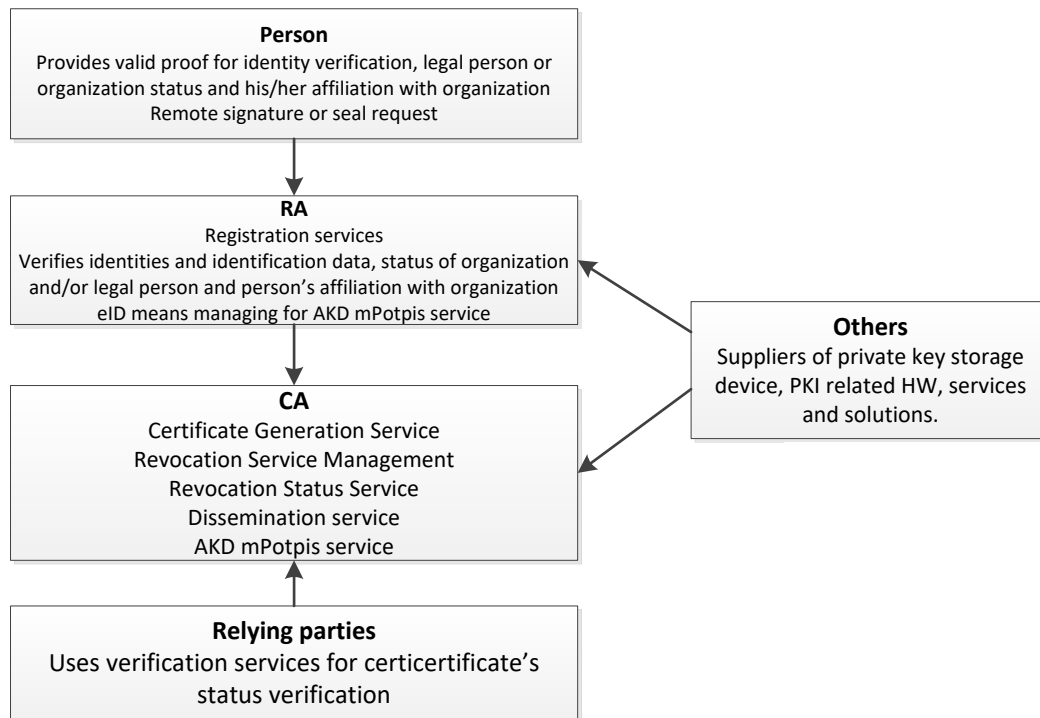 Person
Provides valid proof for identity verification, legal person or
organization status and his/her affiliation with organization
Remote signature or seal request
RA
Registration services
Verifies identities and identification data, status of organization
and/or legal person and person’s affiliation with organization
eID means managing for AKD mPotpis service
Others
Suppliers of private key storage
device, PKI related HW, services
and solutions.
CA
Certificate Generation Service
Revocation Service Management
Revocation Status Service
Dissemination service
AKD mPotpis service
Relying parties
Uses verification services for certicertificate’s
status verification